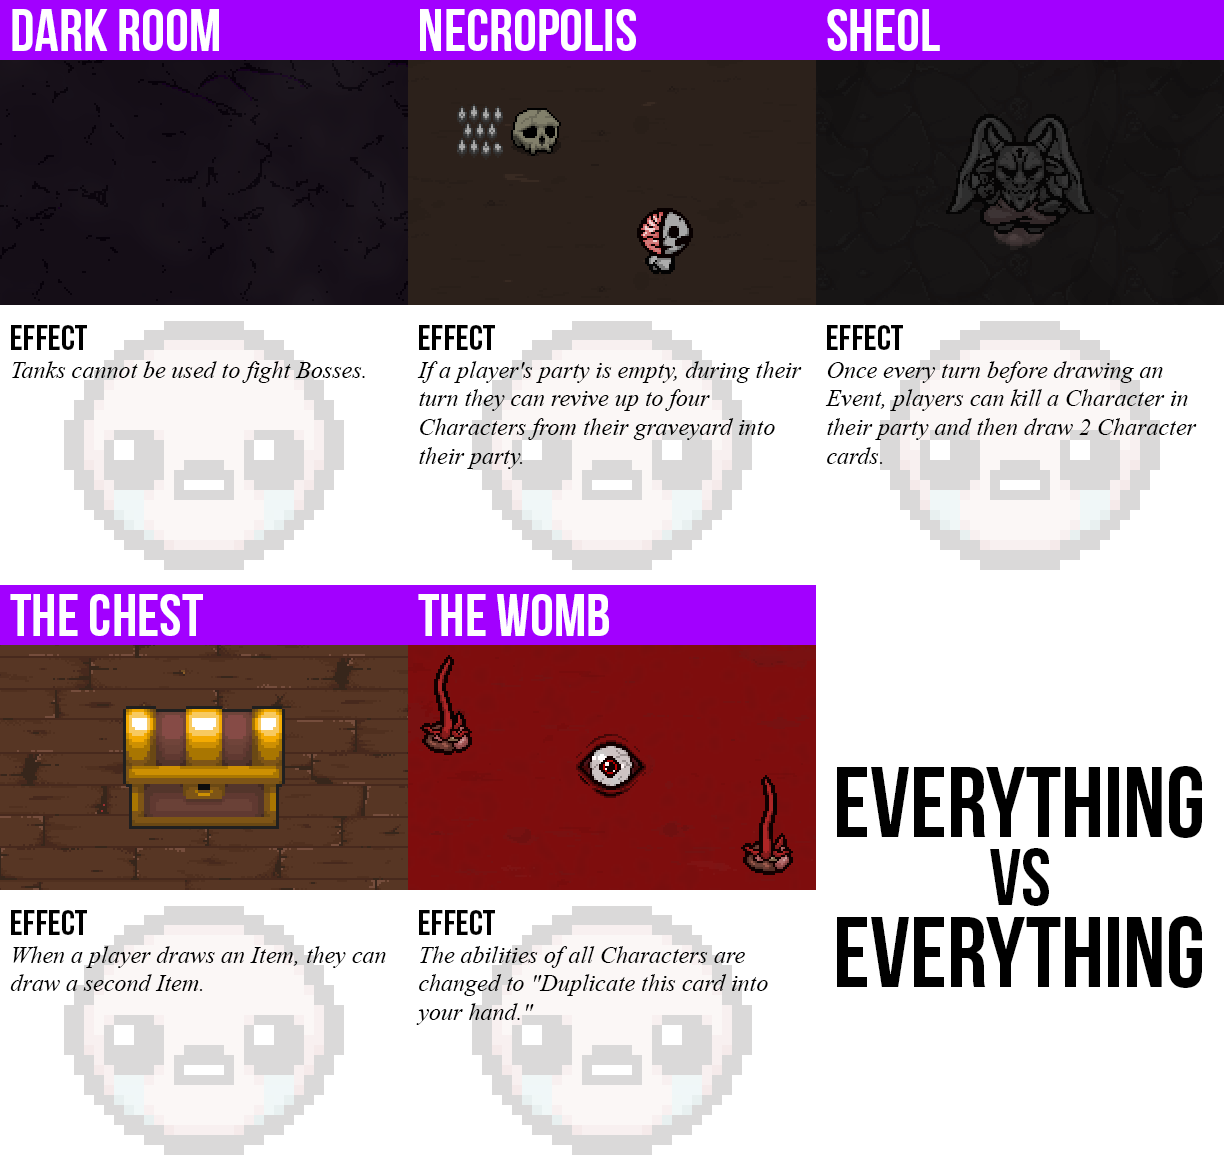 DARK ROOM
EFFECT
Tanks cannot be used to fight Bosses.
NECROPOLIS
EFFECT
If a player's party is empty, during their
turn they can revive up to four
Characters from their graveyard into
their party.
SHEOL
EFFECT
Once every turn before drawing an
Event, players can kill a Character in
their party and then draw 2 Character
cards.
THE CHEST
EFFECT
When a player draws an Item, they can
draw a second Item.
THE WOMB
EFFECT
The abilities of all Characters are
changed to "Duplicate this card into
your hand."
EVERYTHING
VS
EVERYTHING